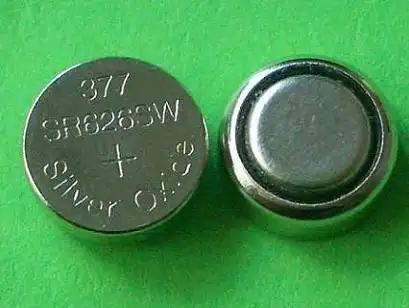 377
SR626SW
+
Silver Oxide